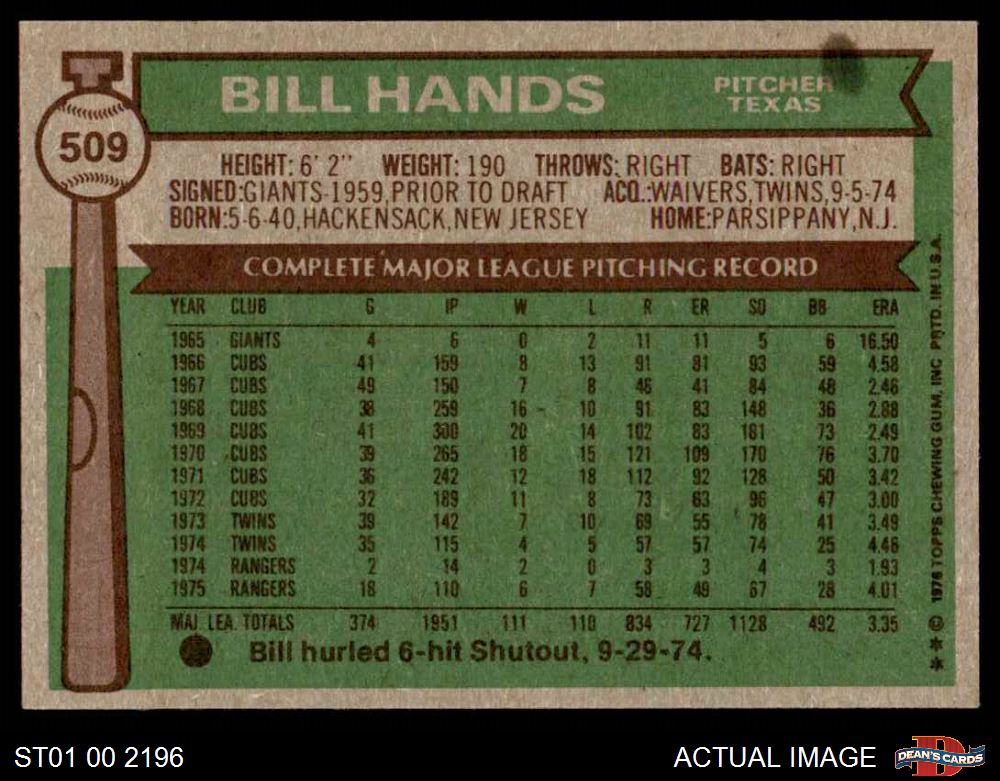 BILL HANDS
PITCHER
TEXAS
509
HEIGHT: 6' 2" WEIGHT: 190 THROWS: RIGHT BATS: RIGHT
SIGNED: GIANTS-1959, PRIOR TO DRAFT ACQ.: WAIVERS, TWINS, 9-5-74
BORN: 5-6-40, HACKENSACK, NEW JERSEY HOME: PARSIPPANY, N.J.
COMPLETE MAJOR LEAGUE PITCHING RECORD
YEAR CLUB G IP W L R ER SO BB ERA
1965 GIANTS 4 6 0 2 11 11 5 6 16.50
1966 CUBS 41 159 8 13 91 81 93 59 4.58
1967 CUBS 49 150 7 8 46 41 84 48 2.46
1968 CUBS 38 259 16 10 91 83 148 36 2.88
1969 CUBS 41 300 20 14 102 83 181 73 2.49
1970 CUBS 39 265 18 15 121 109 170 76 3.70
1971 CUBS 36 242 12 18 112 92 128 50 3.42
1972 CUBS 32 189 11 8 73 63 96 47 3.00
1973 TWINS 39 142 7 10 69 55 78 41 3.49
1974 TWINS 35 115 4 5 57 57 74 25 4.46
1974 RANGERS 2 14 2 0 3 3 4 3 1.93
1975 RANGERS 18 110 6 7 58 49 67 28 4.01
MAJ. LEA. TOTALS 374 1951 111 110 834 727 1128 492 3.35
Bill hurled 6-hit Shutout, 9-29-74.
** © 1976 TOPPS CHEWING GUM, INC. PRTD. IN U.S.A.
ST01 00 2196
ACTUAL IMAGE
D
DEAN'S CARDS